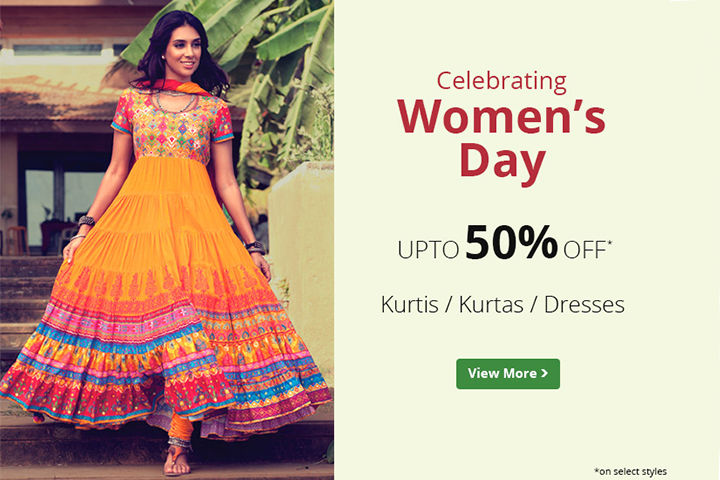 Celebrating
Women's
Day
UPTO 50% OFF*
Kurtis / Kurtas / Dresses
View More >
*on select styles